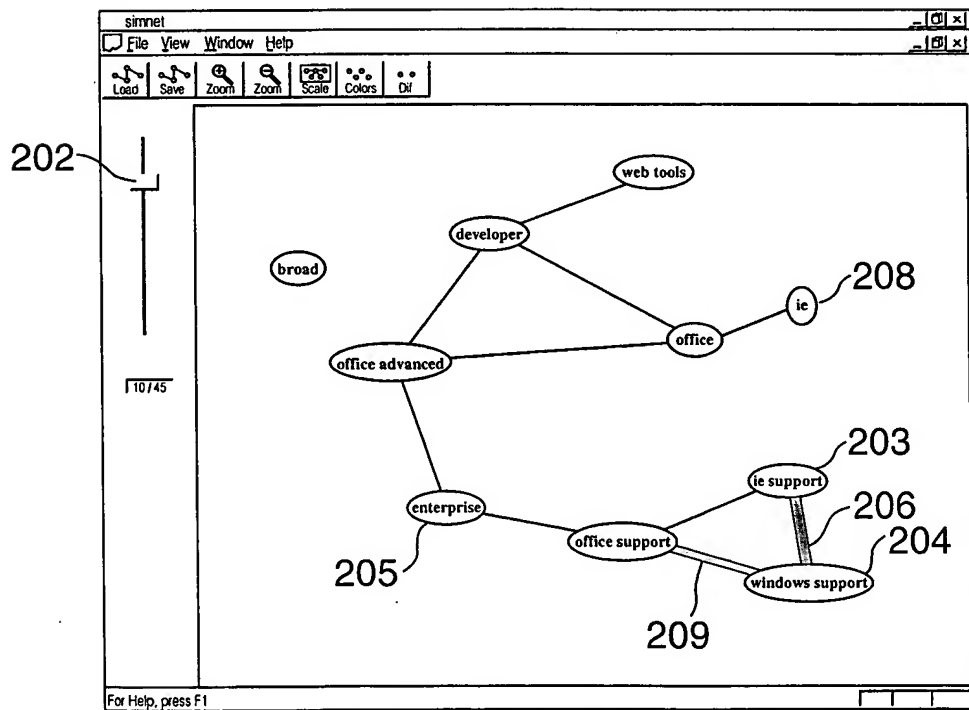 simnet
File View Window Help
Load Save Zoom Zoom Scale Colors Dif
202
web tools
developer
broad
208
ie
office
office advanced
10/45
203
ie support
206
enterprise
204
office support
205
windows support
209
For Help, press F1